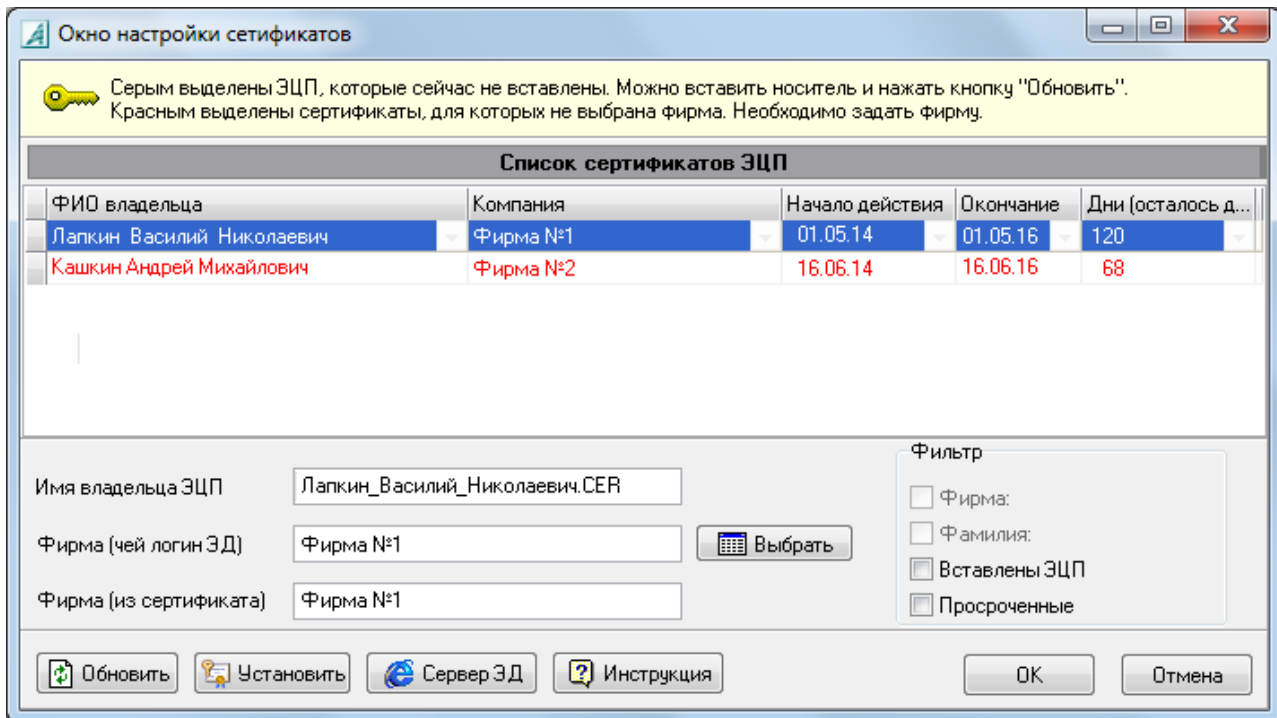 Окно настройки сетификатов
Серым выделены ЭЦП, которые сейчас не вставлены. Можно вставить носитель и нажать кнопку "Обновить".
Красным выделены сертификаты, для которых не выбрана фирма. Необходимо задать фирму.
Список сертификатов ЭЦП
ФИО владельца Компания Начало действия Окончание Дни (осталось д...
Лапкин Василий Николаевич Фирма №1 01.05.14 01.05.16 120
Кашкин Андрей Михайлович Фирма №2 16.06.14 16.06.16 68
Имя владельца ЭЦП Лапкин_Василий_Николаевич.CER
Фирма (чей логин ЭД) Фирма №1 Выбрать
Фирма (из сертификата) Фирма №1
Фильтр
Фирма:
Фамилия:
Вставлены ЭЦП
Просроченные
Обновить Установить Сервер ЭД Инструкция OK Отмена